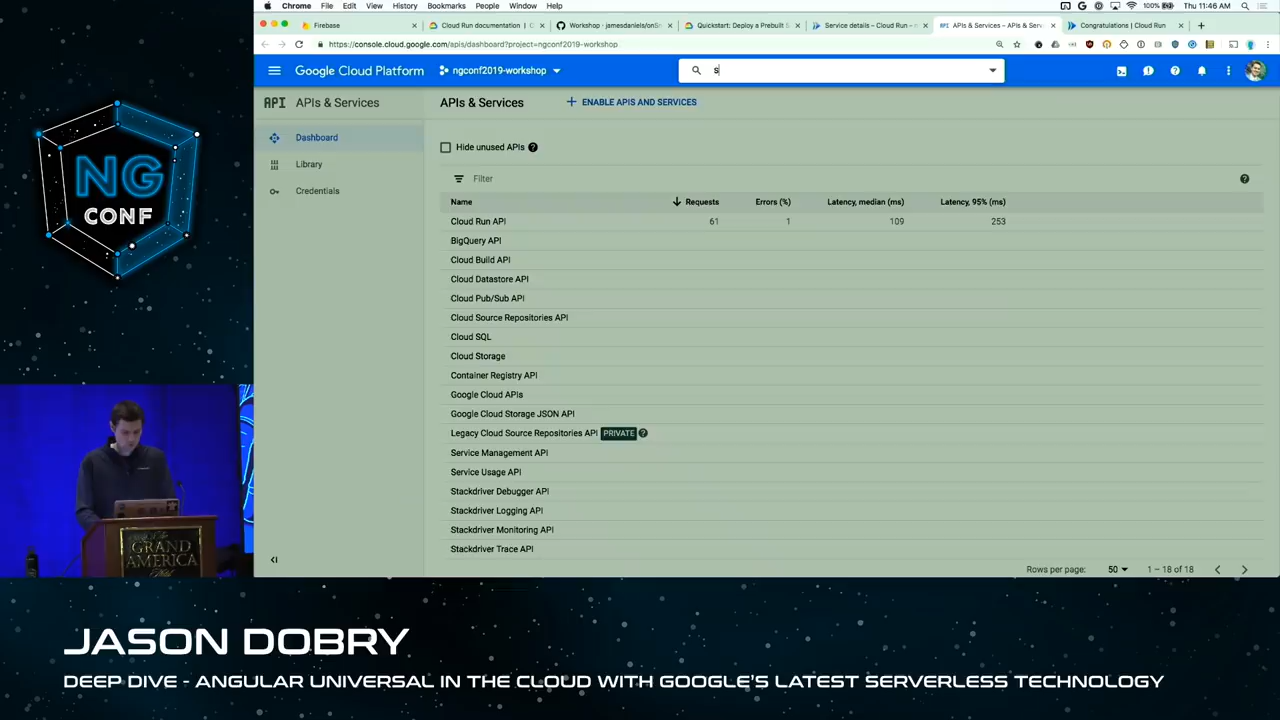 Chrome File Edit View History Bookmarks People Window Help
100% Thu 11:46 AM
Firebase
Cloud Run documentation | C
Workshop · jamesdaniels/onS
Quickstart: Deploy a Prebuilt S
Service details – Cloud Run – n
API APIs & Services – APIs & Serv
Congratulations | Cloud Run
https://console.cloud.google.com/apis/dashboard?project=ngconf2019-workshop
Google Cloud Platform
ngconf2019-workshop
s
API APIs & Services
Dashboard
Library
Credentials
APIs & Services
ENABLE APIS AND SERVICES
Hide unused APIs
Filter
Name Requests Errors (%) Latency, median (ms) Latency, 95% (ms)
Cloud Run API 61 1 109 253
BigQuery API
Cloud Build API
Cloud Datastore API
Cloud Pub/Sub API
Cloud Source Repositories API
Cloud SQL
Cloud Storage
Container Registry API
Google Cloud APIs
Google Cloud Storage JSON API
Legacy Cloud Source Repositories API PRIVATE
Service Management API
Service Usage API
Stackdriver Debugger API
Stackdriver Logging API
Stackdriver Monitoring API
Stackdriver Trace API
Rows per page: 50 1 – 18 of 18
NG
CONF
GRAND
AMERICA
JASON DOBRY
DEEP DIVE - ANGULAR UNIVERSAL IN THE CLOUD WITH GOOGLE'S LATEST SERVERLESS TECHNOLOGY